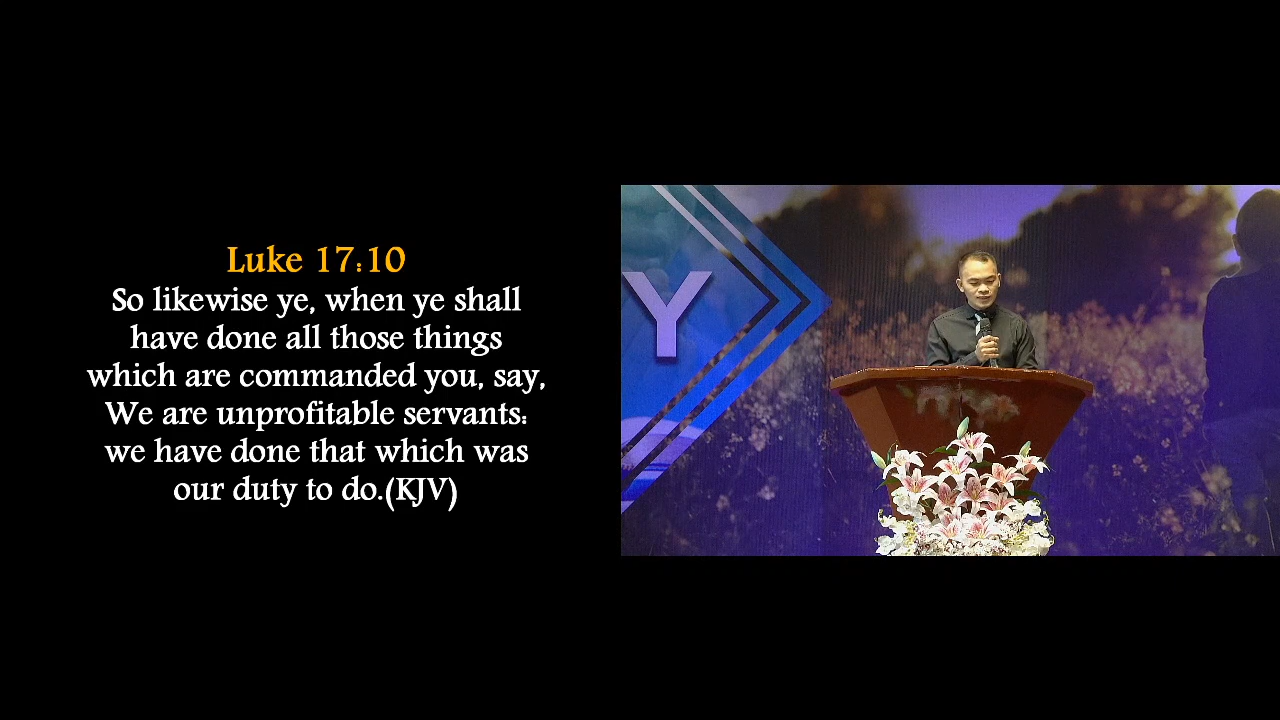 Luke 17:10
So likewise ye, when ye shall
have done all those things
which are commanded you, say,
We are unprofitable servants:
we have done that which was
our duty to do.(KJV)
Y